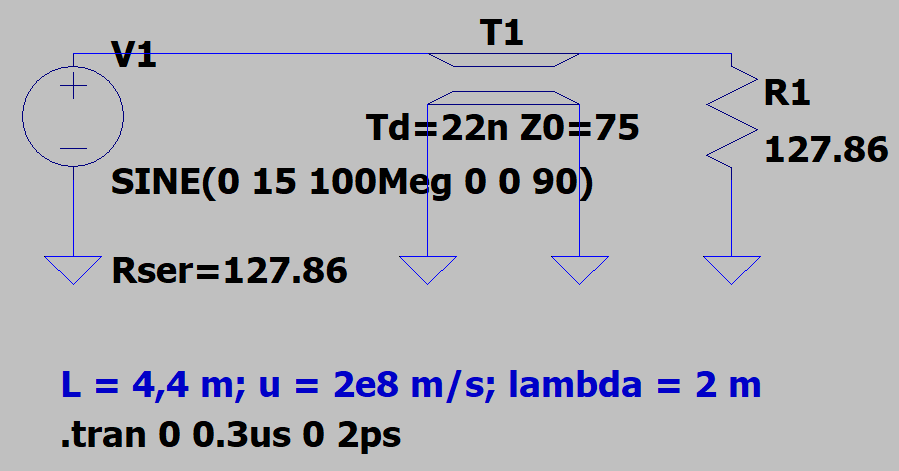 T1
V1
R1
Td=22n Z0=75
127.86
SINE(0 15 100Meg 0 0 90)
Rser=127.86
L = 4,4 m; u = 2e8 m/s; lambda = 2 m
.tran 0 0.3us 0 2ps